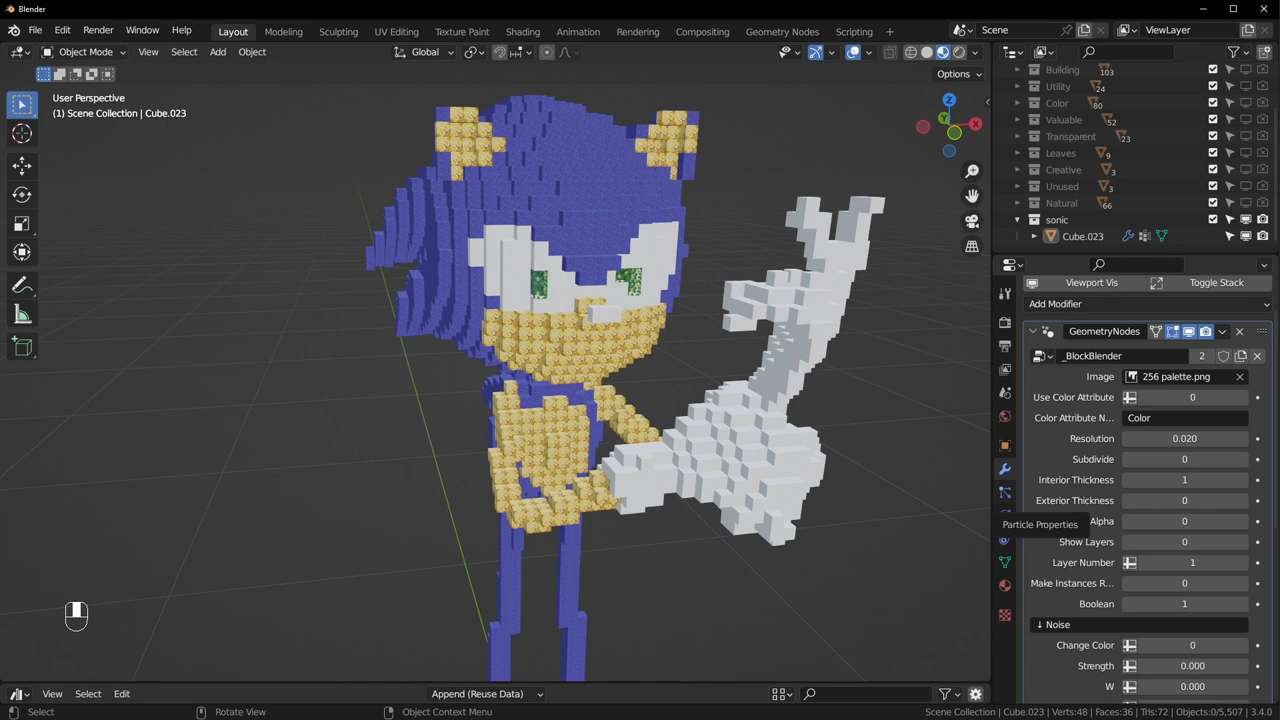 Blender
File Edit Render Window Help Layout Modeling Sculpting UV Editing Texture Paint Shading Animation Rendering Compositing Geometry Nodes Scripting + Scene ViewLayer
Object Mode View Select Add Object Global
Options
User Perspective
(1) Scene Collection | Cube.023
Z
Y
X
Building 103
Utility 24
Color 80
Valuable 52
Transparent 23
Leaves 9
Creative 3
Unused 3
Natural 66
sonic
Cube.023
Viewport Vis Toggle Stack
Add Modifier
GeometryNodes
_BlockBlender 2
Image 256 palette.png
Use Color Attribute 0
Color Attribute N... Color
Resolution 0.020
Subdivide 0
Interior Thickness 1
Exterior Thickness 0
Alpha 0
Particle Properties
Show Layers 0
Layer Number 1
Make Instances R... 0
Boolean 1
↓ Noise
Change Color 0
Strength 0.000
W 0.000
View Select Edit Append (Reuse Data)
Select Rotate View Object Context Menu Scene Collection | Cube.023 | Verts:48 | Faces:36 | Tris:72 | Objects:0/5,507 | 3.4.0